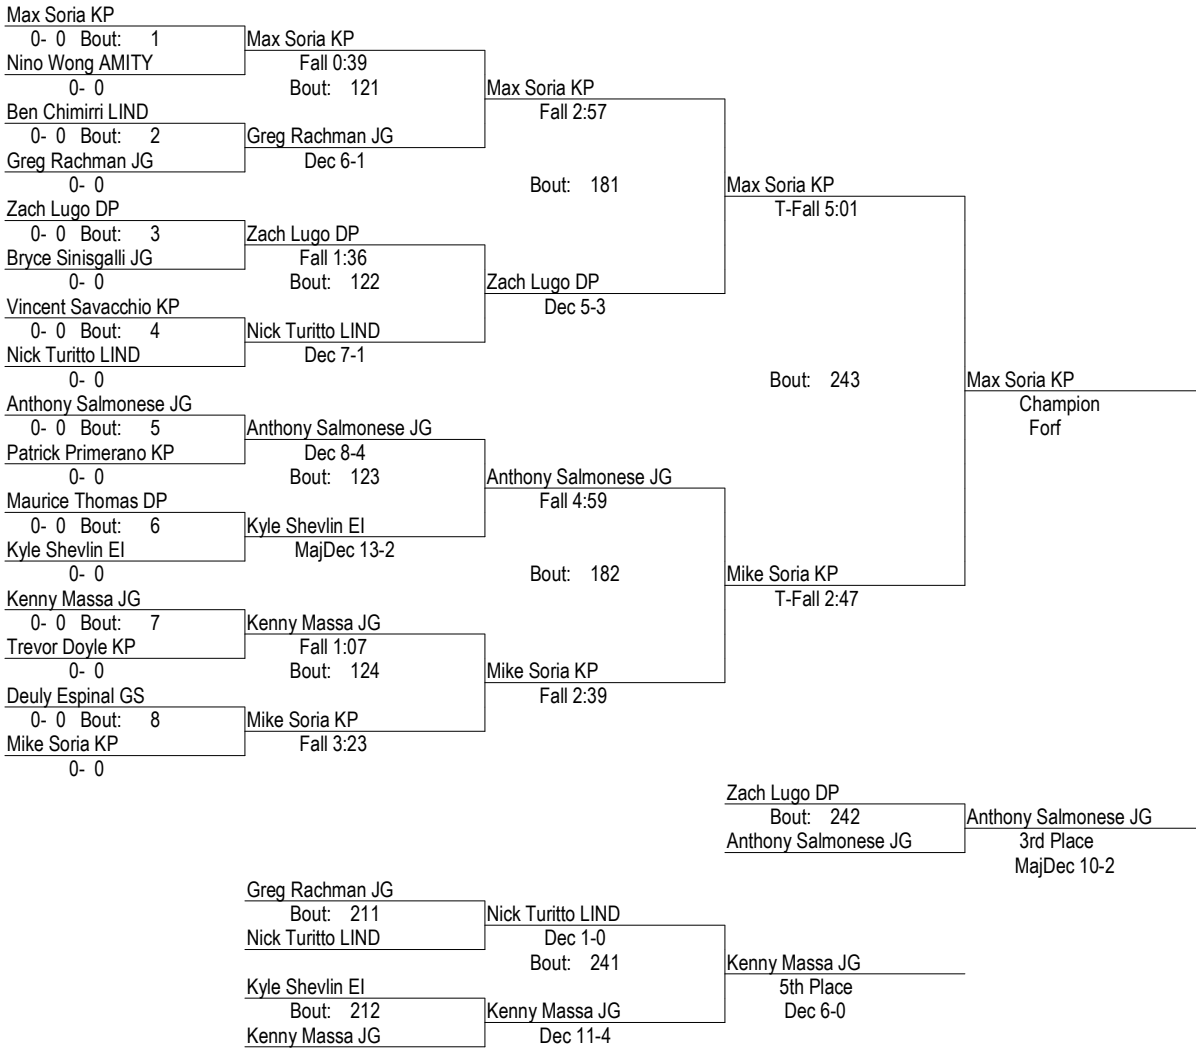 Max Soria KP
0- 0 Bout: 1
Nino Wong AMITY
0- 0
Ben Chimirri LIND
0- 0 Bout: 2
Greg Rachman JG
0- 0
Zach Lugo DP
0- 0 Bout: 3
Bryce Sinisgalli JG
0- 0
Vincent Savacchio KP
0- 0 Bout: 4
Nick Turitto LIND
0- 0
Anthony Salmonese JG
0- 0 Bout: 5
Patrick Primerano KP
0- 0
Maurice Thomas DP
0- 0 Bout: 6
Kyle Shevlin EI
0- 0
Kenny Massa JG
0- 0 Bout: 7
Trevor Doyle KP
0- 0
Deuly Espinal GS
0- 0 Bout: 8
Mike Soria KP
0- 0
Max Soria KP
Fall 0:39
Bout: 121
Greg Rachman JG
Dec 6-1
Zach Lugo DP
Fall 1:36
Bout: 122
Nick Turitto LIND
Dec 7-1
Anthony Salmonese JG
Dec 8-4
Bout: 123
Kyle Shevlin EI
MajDec 13-2
Kenny Massa JG
Fall 1:07
Bout: 124
Mike Soria KP
Fall 3:23
Max Soria KP
Fall 2:57
Bout: 181
Zach Lugo DP
Dec 5-3
Anthony Salmonese JG
Fall 4:59
Bout: 182
Mike Soria KP
Fall 2:39
Max Soria KP
T-Fall 5:01
Bout: 243
Mike Soria KP
T-Fall 2:47
Max Soria KP
Champion
Forf
Zach Lugo DP
Bout: 242
Anthony Salmonese JG
Anthony Salmonese JG
3rd Place
MajDec 10-2
Greg Rachman JG
Bout: 211
Nick Turitto LIND
Kyle Shevlin EI
Bout: 212
Kenny Massa JG
Nick Turitto LIND
Dec 1-0
Bout: 241
Kenny Massa JG
Dec 11-4
Kenny Massa JG
5th Place
Dec 6-0